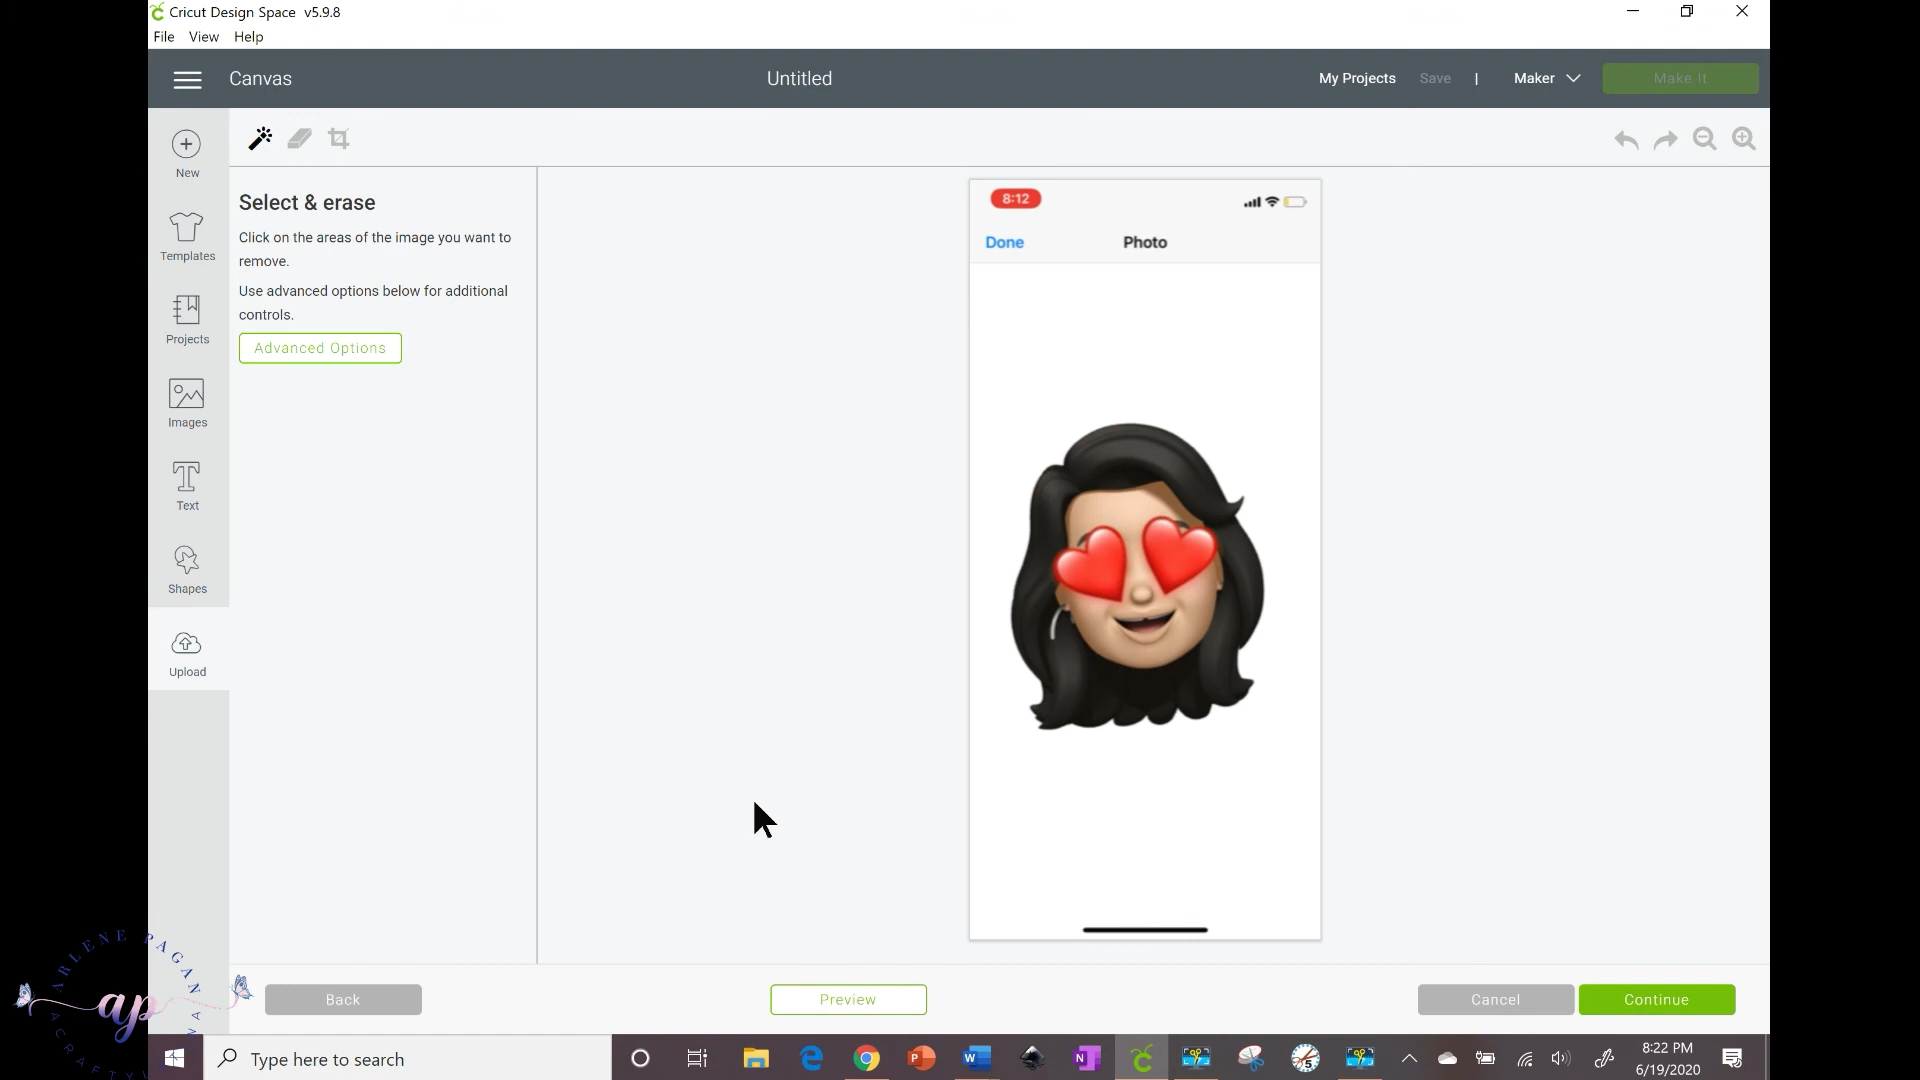 Cricut Design Space v5.9.8
File View Help
Canvas
Untitled
My Projects Save | Maker Make It
New
Templates
Projects
Images
Text
Shapes
Upload
Select & erase
Click on the areas of the image you want to
remove.
Use advanced options below for additional
controls.
Advanced Options
8:12
Done Photo
Back Preview Cancel Continue
ARLENE PAGAN
ap
Type here to search
8:22 PM
6/19/2020